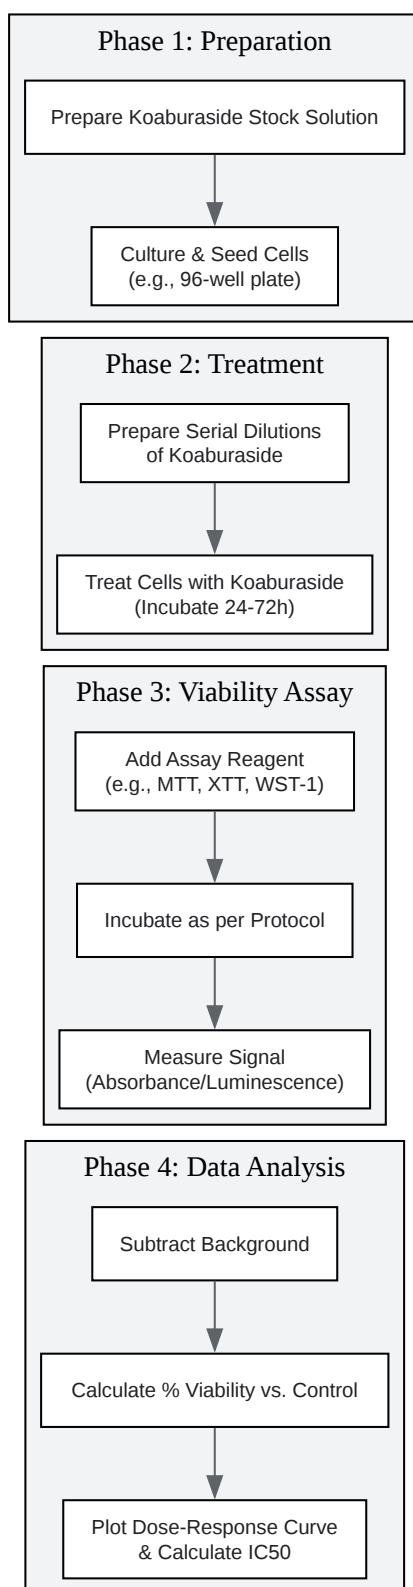 Phase 1: Preparation
Prepare Koaburaside Stock Solution
Culture & Seed Cells
(e.g., 96-well plate)
Phase 2: Treatment
Prepare Serial Dilutions
of Koaburaside
Treat Cells with Koaburaside
(Incubate 24-72h)
Phase 3: Viability Assay
Add Assay Reagent
(e.g., MTT, XTT, WST-1)
Incubate as per Protocol
Measure Signal
(Absorbance/Luminescence)
Phase 4: Data Analysis
Subtract Background
Calculate % Viability vs. Control
Plot Dose-Response Curve
& Calculate IC50